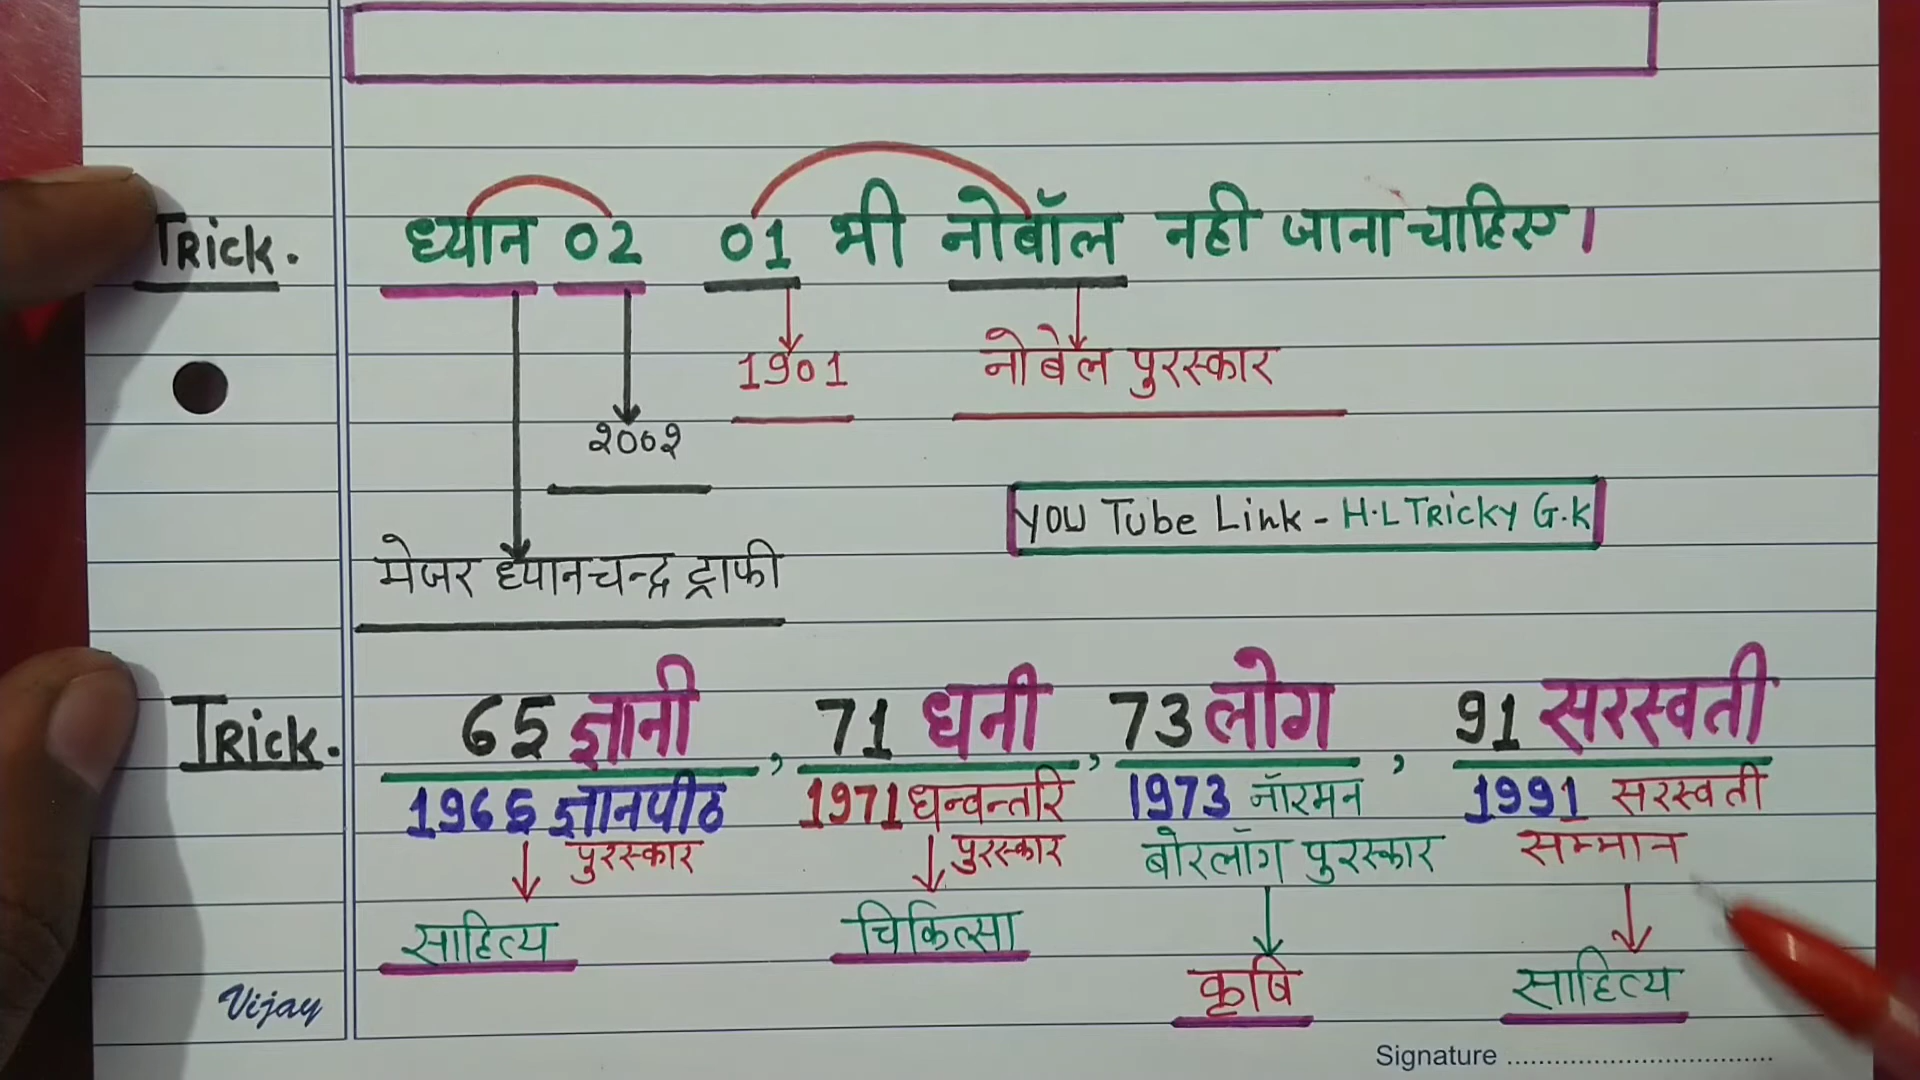 Trick. ध्यान 02 01 भी नोबॉल नही जाना चाहिए।
1901 नोबेल पुरस्कार
२००२
YOU Tube Link - H.L Tricky G.K
मेजर ध्यानचन्द्र ट्राफी
Trick. 65 ज्ञानी, 71 धनी, 73 लोग, 91 सरस्वती
1965 ज्ञानपीठ 1971 धन्वन्तरि 1973 नॉरमन 1991 सरस्वती
पुरस्कार पुरस्कार बोरलॉग पुरस्कार सम्मान
साहित्य चिकित्सा कृषि साहित्य
Vijay
Signature ....................................